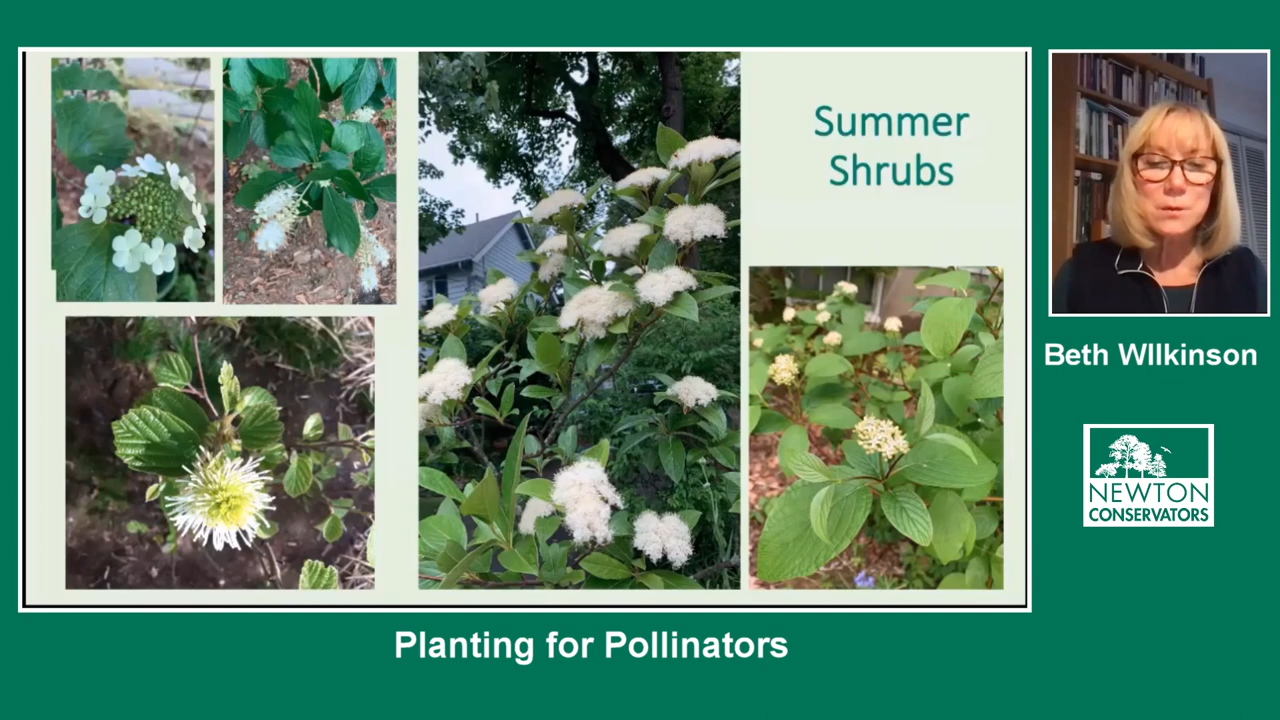 Summer
Shrubs
Beth WIlkinson
NEWTON
CONSERVATORS
Planting for Pollinators